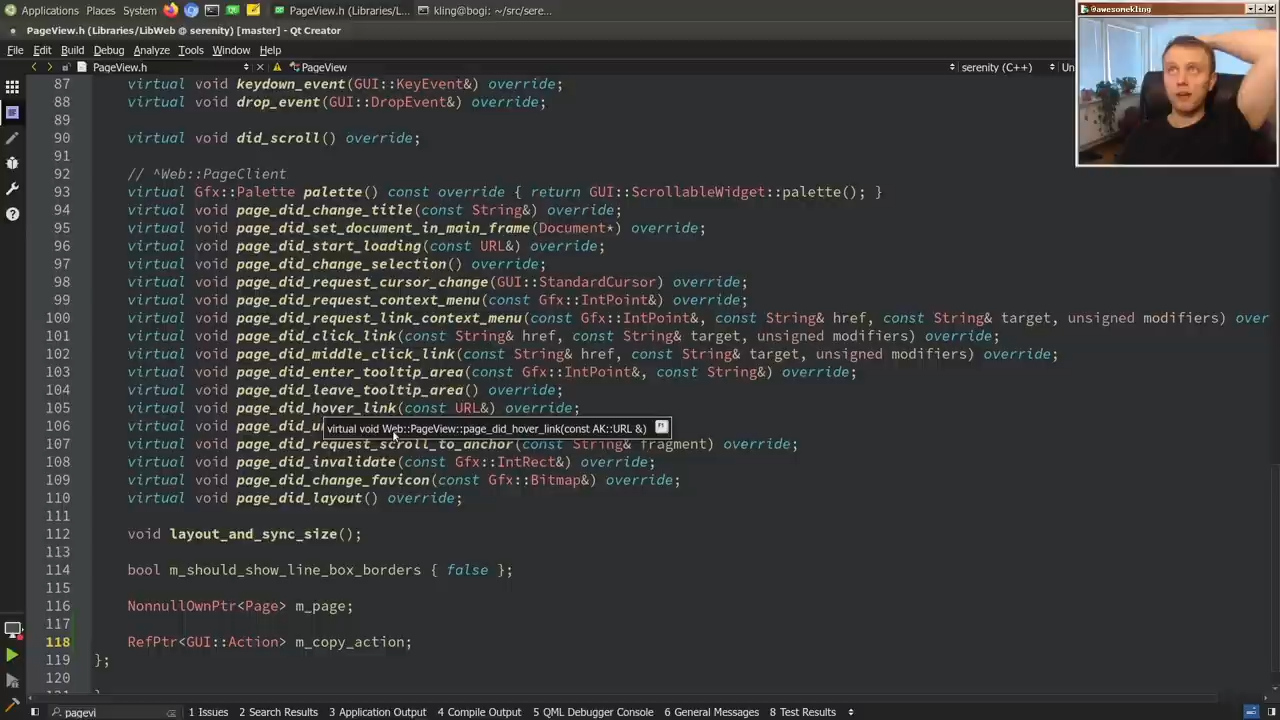 Applications Places System PageView.h (Libraries/L... kling@bogi: ~/src/sere...
@awesomekling
PageView.h (Libraries/LibWeb @ serenity) [master] - Qt Creator
File Edit Build Debug Analyze Tools Window Help
PageView.h PageView serenity (C++) Un
87 virtual void keydown_event(GUI::KeyEvent&) override;
88 virtual void drop_event(GUI::DropEvent&) override;
89
90 virtual void did_scroll() override;
91
92 // ^Web::PageClient
93 virtual Gfx::Palette palette() const override { return GUI::ScrollableWidget::palette(); }
94 virtual void page_did_change_title(const String&) override;
95 virtual void page_did_set_document_in_main_frame(Document*) override;
96 virtual void page_did_start_loading(const URL&) override;
97 virtual void page_did_change_selection() override;
98 virtual void page_did_request_cursor_change(GUI::StandardCursor) override;
99 virtual void page_did_request_context_menu(const Gfx::IntPoint&) override;
100 virtual void page_did_request_link_context_menu(const Gfx::IntPoint&, const String& href, const String& target, unsigned modifiers) over
101 virtual void page_did_click_link(const String& href, const String& target, unsigned modifiers) override;
102 virtual void page_did_middle_click_link(const String& href, const String& target, unsigned modifiers) override;
103 virtual void page_did_enter_tooltip_area(const Gfx::IntPoint&, const String&) override;
104 virtual void page_did_leave_tooltip_area() override;
105 virtual void page_did_hover_link(const URL&) override;
106 virtual void page_did_u
virtual void Web::PageView::page_did_hover_link(const AK::URL &) F1
107 virtual void page_did_request_scroll_to_anchor(const String& fragment) override;
108 virtual void page_did_invalidate(const Gfx::IntRect&) override;
109 virtual void page_did_change_favicon(const Gfx::Bitmap&) override;
110 virtual void page_did_layout() override;
111
112 void layout_and_sync_size();
113
114 bool m_should_show_line_box_borders { false };
115
116 NonnullOwnPtr<Page> m_page;
117
118 RefPtr<GUI::Action> m_copy_action;
119 };
120
pagevi 1 Issues 2 Search Results 3 Application Output 4 Compile Output 5 QML Debugger Console 6 General Messages 8 Test Results